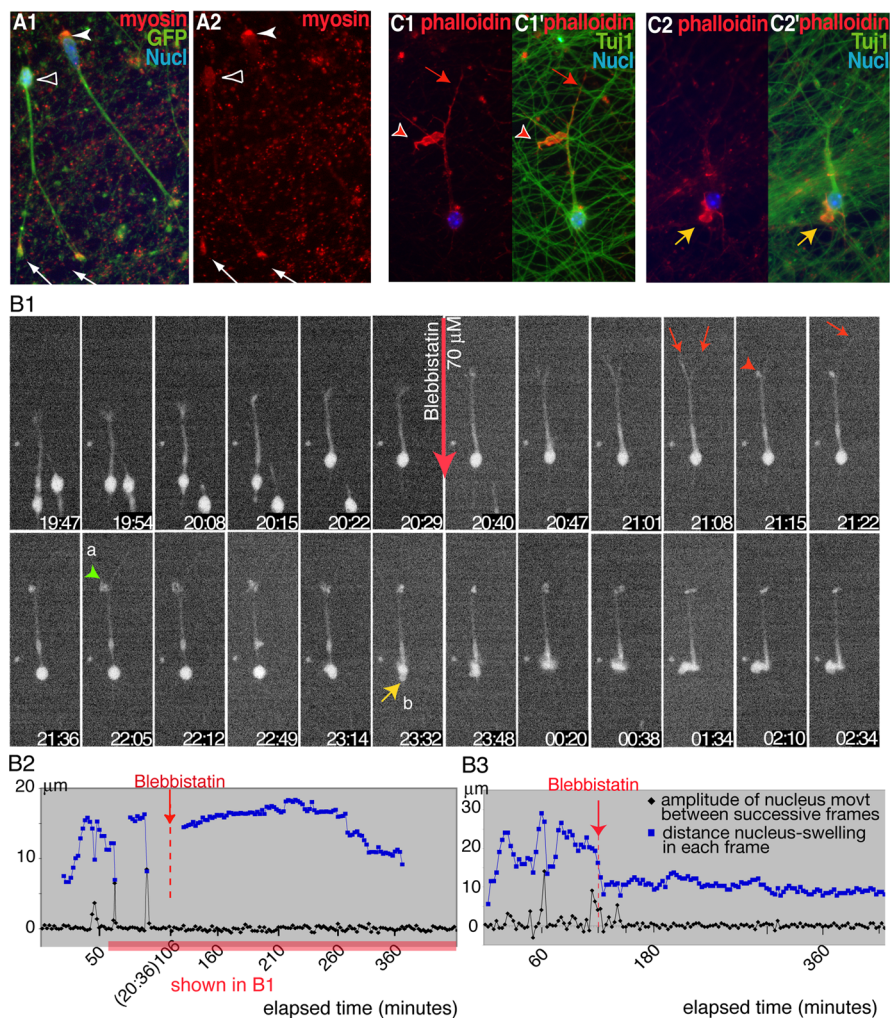 A1 myosin
GFP
Nucl
A2 myosin
C1 phalloidin
C1' phalloidin
Tuj1
Nucl
C2 phalloidin
C2' phalloidin
Tuj1
Nucl
B1
Blebbistatin
70 µM
19:47 19:54 20:08 20:15 20:22 20:29 20:40 20:47 21:01 21:08 21:15 21:22
a
b
21:36 22:05 22:12 22:49 23:14 23:32 23:48 00:20 00:38 01:34 02:10 02:34
B2
µm
20
10
0
Blebbistatin
50 (20:36)106 160 210 260 360
shown in B1
elapsed time (minutes)
B3
µm
30
20
10
0
Blebbistatin
amplitude of nucleus movt
between successive frames
distance nucleus-swelling
in each frame
60 180 360
elapsed time (minutes)